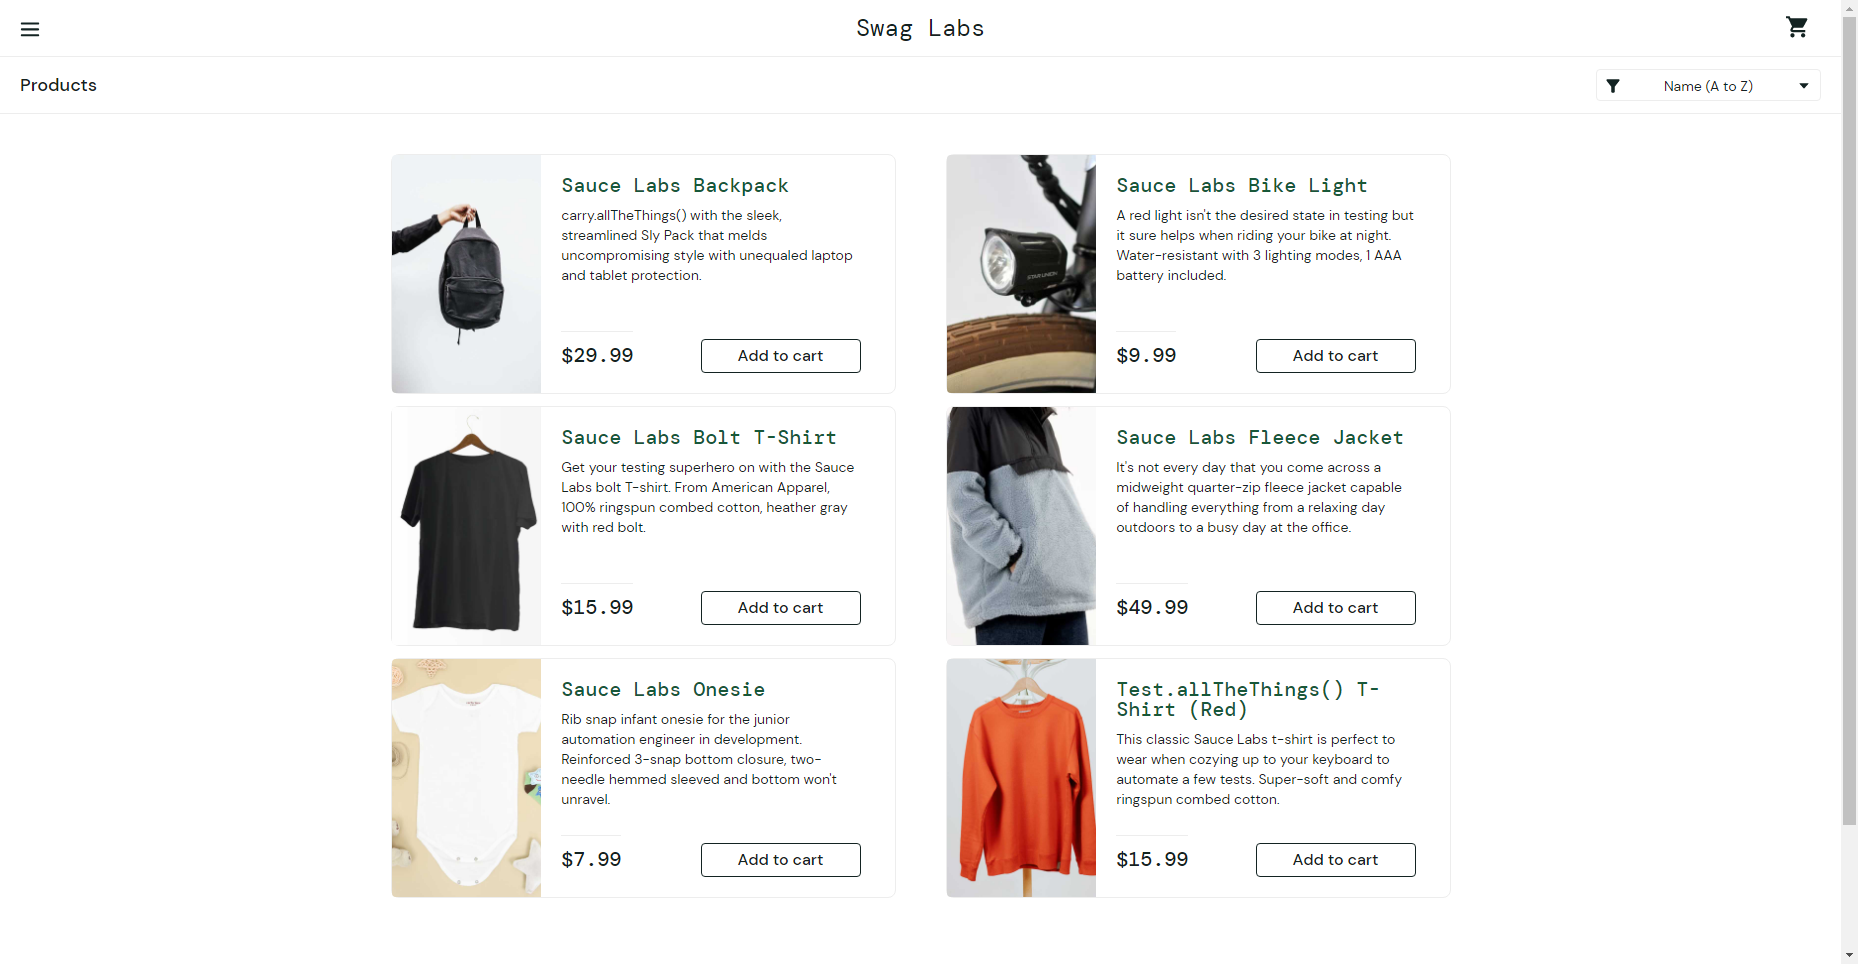 Swag Labs
Products
Name (A to Z)
Sauce Labs Backpack
carry.allTheThings() with the sleek,
streamlined Sly Pack that melds
uncompromising style with unequaled laptop
and tablet protection.
$29.99
Add to cart
Sauce Labs Bike Light
A red light isn't the desired state in testing but
it sure helps when riding your bike at night.
Water-resistant with 3 lighting modes, 1 AAA
battery included.
$9.99
Add to cart
STAR UNION
Sauce Labs Bolt T-Shirt
Get your testing superhero on with the Sauce
Labs bolt T-shirt. From American Apparel,
100% ringspun combed cotton, heather gray
with red bolt.
$15.99
Add to cart
Sauce Labs Fleece Jacket
It's not every day that you come across a
midweight quarter-zip fleece jacket capable
of handling everything from a relaxing day
outdoors to a busy day at the office.
$49.99
Add to cart
Sauce Labs Onesie
Rib snap infant onesie for the junior
automation engineer in development.
Reinforced 3-snap bottom closure, two-
needle hemmed sleeved and bottom won't
unravel.
$7.99
Add to cart
Test.allTheThings() T-
Shirt (Red)
This classic Sauce Labs t-shirt is perfect to
wear when cozying up to your keyboard to
automate a few tests. Super-soft and comfy
ringspun combed cotton.
$15.99
Add to cart